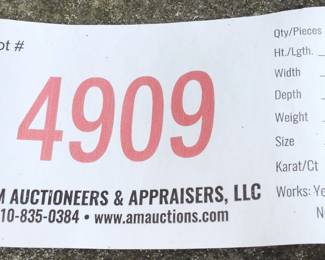 ot #
4909
M AUCTIONEERS & APPRAISERS, LLC
10-835-0384 • www.amauctions.com
Qty/Pieces
Ht./Lgth.
Width
Depth
Weight
Size
Karat/Ct
Works: Ye
N